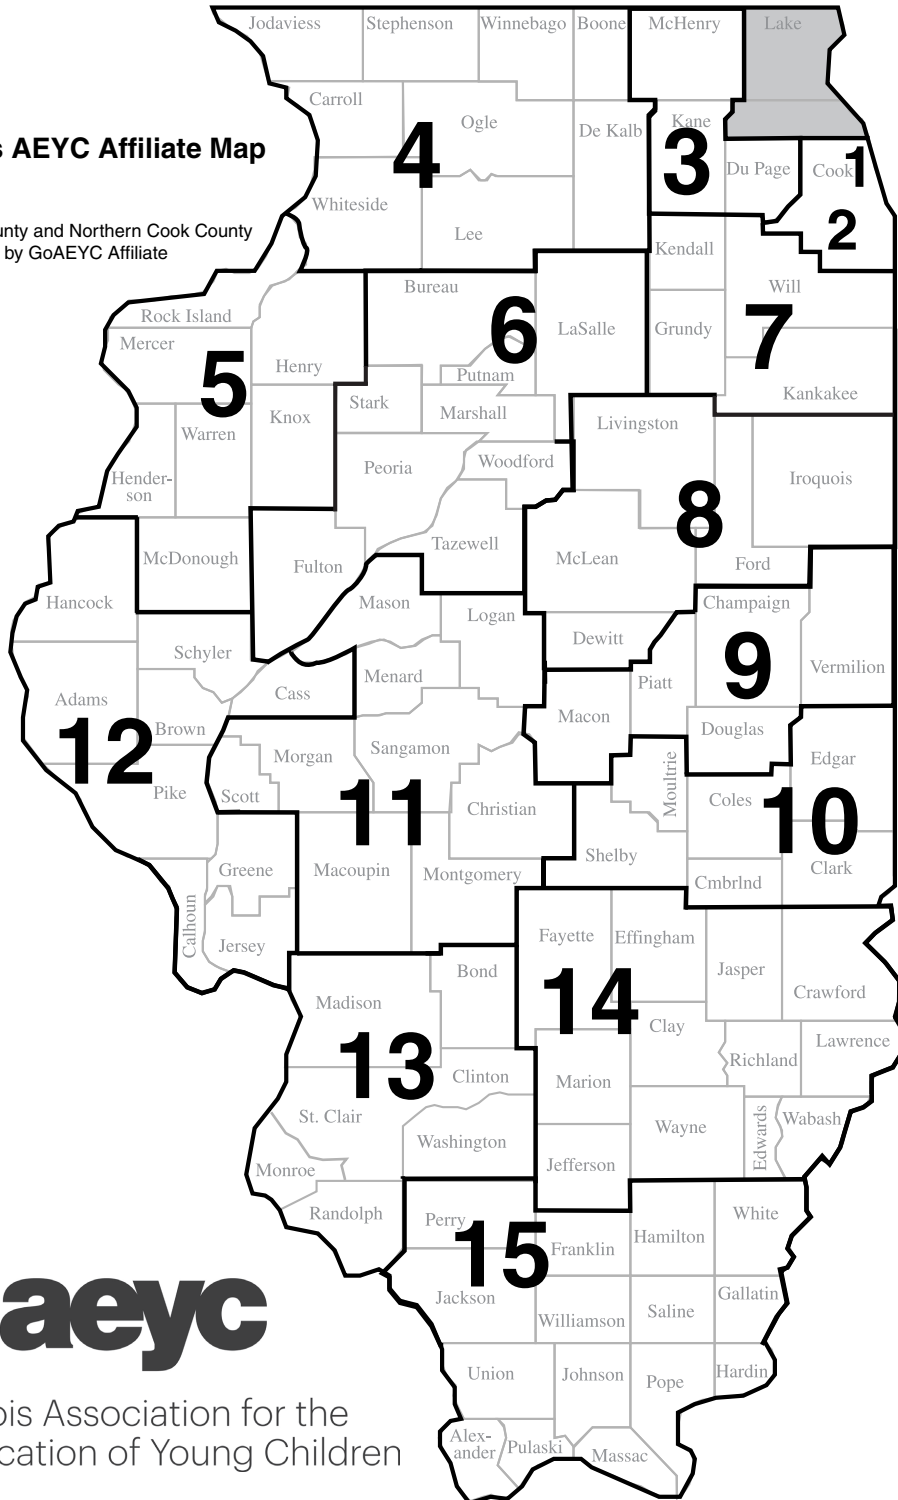 Jodaviess Stephenson Winnebago Boone McHenry Lake
Carroll Ogle De Kalb Kane
s AEYC Affiliate Map
4 3 Du Page Cook 1
Whiteside
unty and Northern Cook County
by GoAEYC Affiliate
Lee 2
Kendall
Bureau Will
Rock Island
Mercer 6 LaSalle Grundy 7
Henry
5 Putnam
Kankakee
Stark Marshall
Knox Livingston
Warren
Peoria Woodford
Hender-
son
Iroquois
8
McDonough Tazewell McLean
Fulton Ford
Hancock Mason Logan Champaign
Dewitt
Schyler 9
Menard Vermilion
Cass Piatt
Adams
Macon
Brown Douglas
12 Morgan Sangamon Edgar
Moultrie
Pike Scott Coles
11 Christian 10
Shelby
Greene Macoupin Montgomery Clark
Cmbrlnd
Calhoun
Jersey Fayette Effingham
Bond Jasper
14 Crawford
Madison
Clay
13 Lawrence
Richland
Clinton Marion
St. Clair Wayne Edwards Wabash
Washington
Jefferson
Monroe
Randolph Perry White
15 Hamilton
Franklin
Jackson Gallatin
Williamson Saline
aeyc
Union Johnson Pope Hardin
ois Association for the
cation of Young Children
Alex-
ander Pulaski Massac